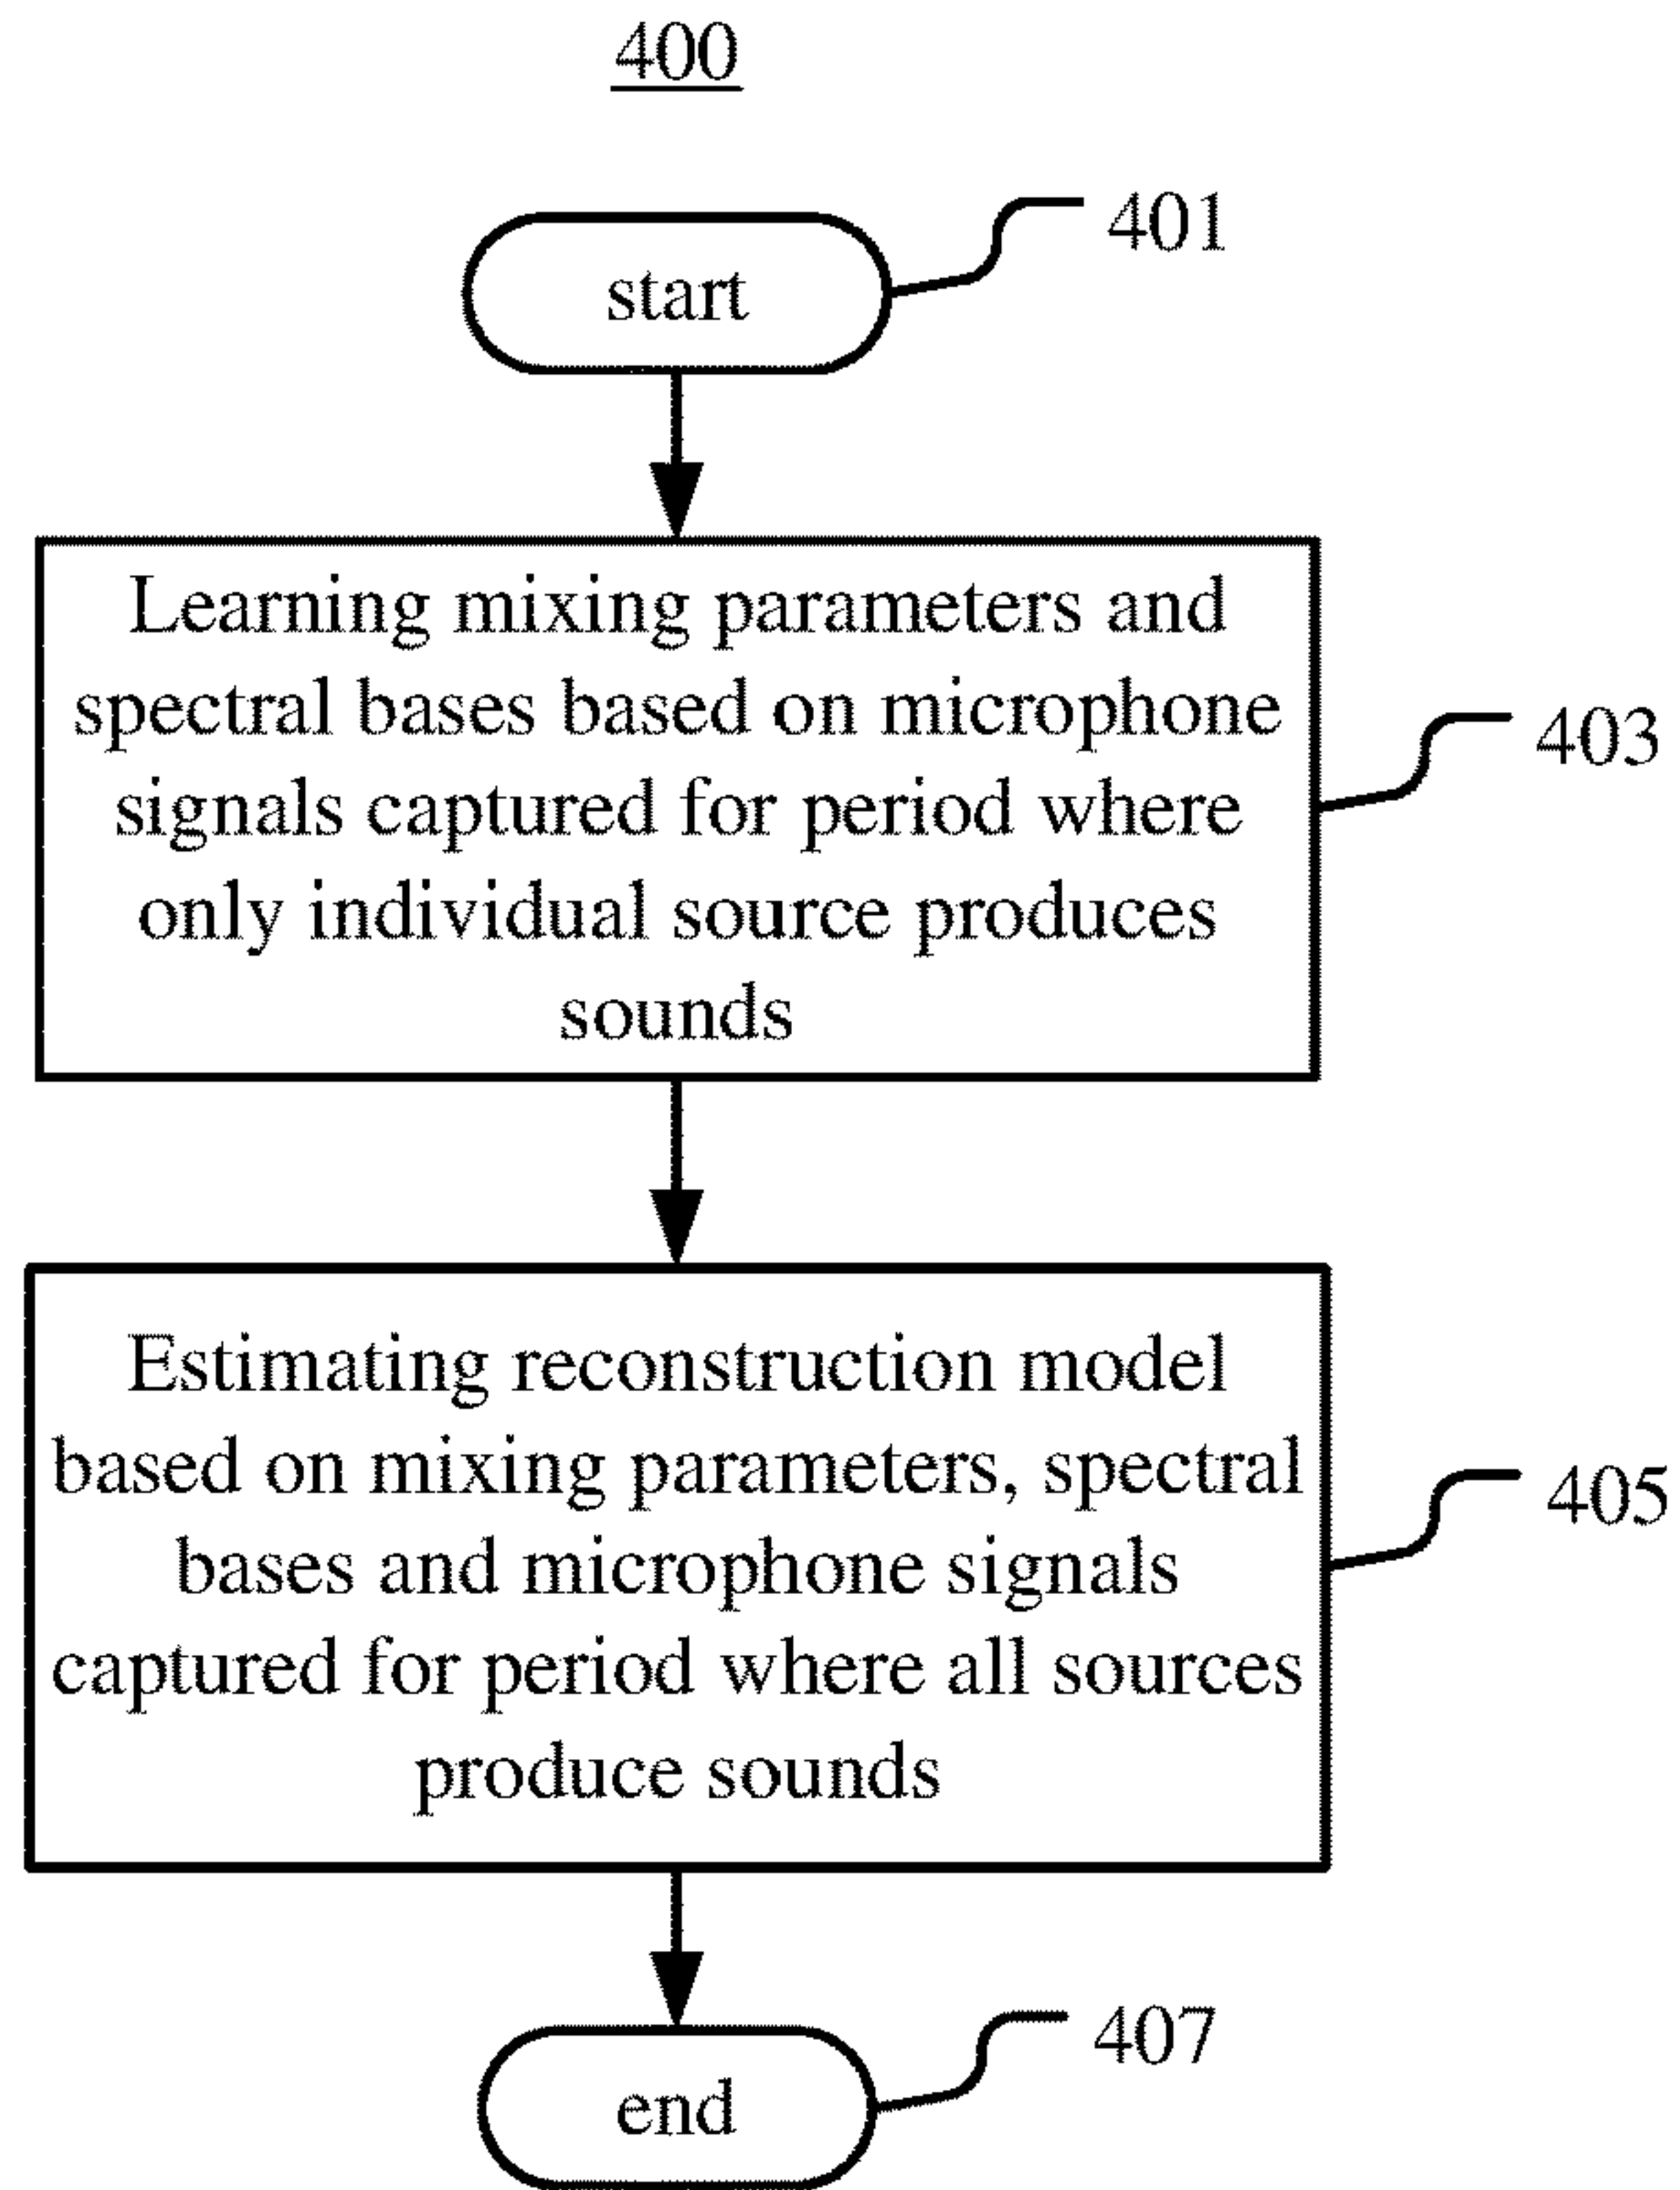 400
start
401
Learning mixing parameters and
spectral bases based on microphone
signals captured for period where
only individual source produces
sounds
403
Estimating reconstruction model
based on mixing parameters, spectral
bases and microphone signals
captured for period where all sources
produce sounds
405
end
407